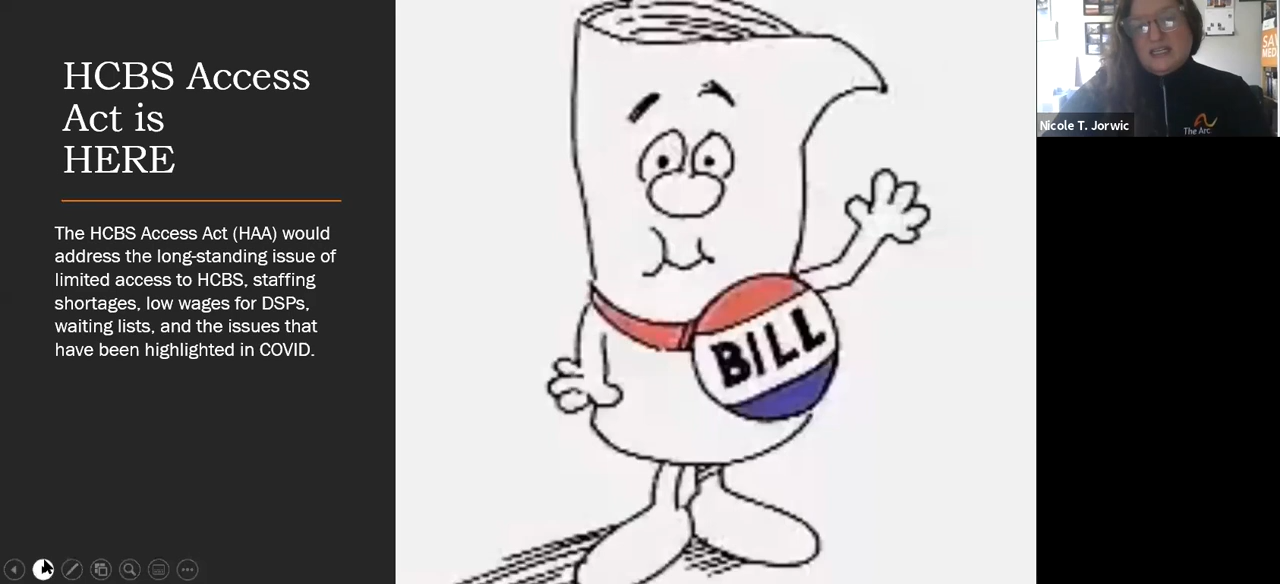 HCBS Access
Act is
HERE
The HCBS Access Act (HAA) would
address the long-standing issue of
limited access to HCBS, staffing
shortages, low wages for DSPs,
waiting lists, and the issues that
have been highlighted in COVID.
BILL
Nicole T. Jorwic
The Arc